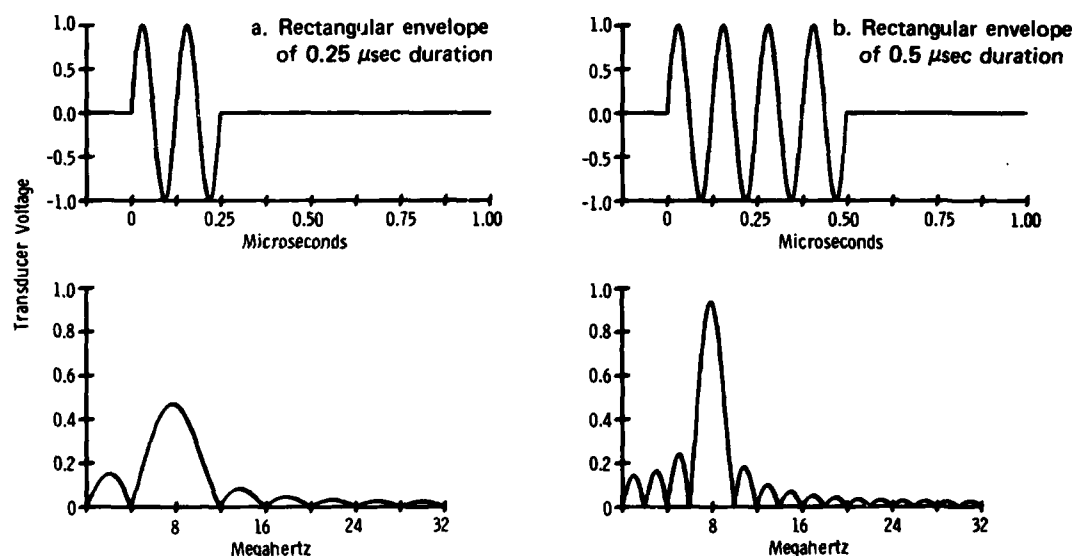 a. Rectangular envelope
of 0.25 μsec duration
1.0
0.5
0.0
-0.5
-1.0
0 0.25 0.50 0.75 1.00
Microseconds
b. Rectangular envelope
of 0.5 μsec duration
1.0
0.5
0.0
-0.5
-1.0
0 0.25 0.50 0.75 1.00
Microseconds
Transducer Voltage
1.0
0.8
0.6
0.4
0.2
0
8 16 24 32
Megahertz
1.0
0.8
0.6
0.4
0.2
0
8 16 24 32
Megahertz